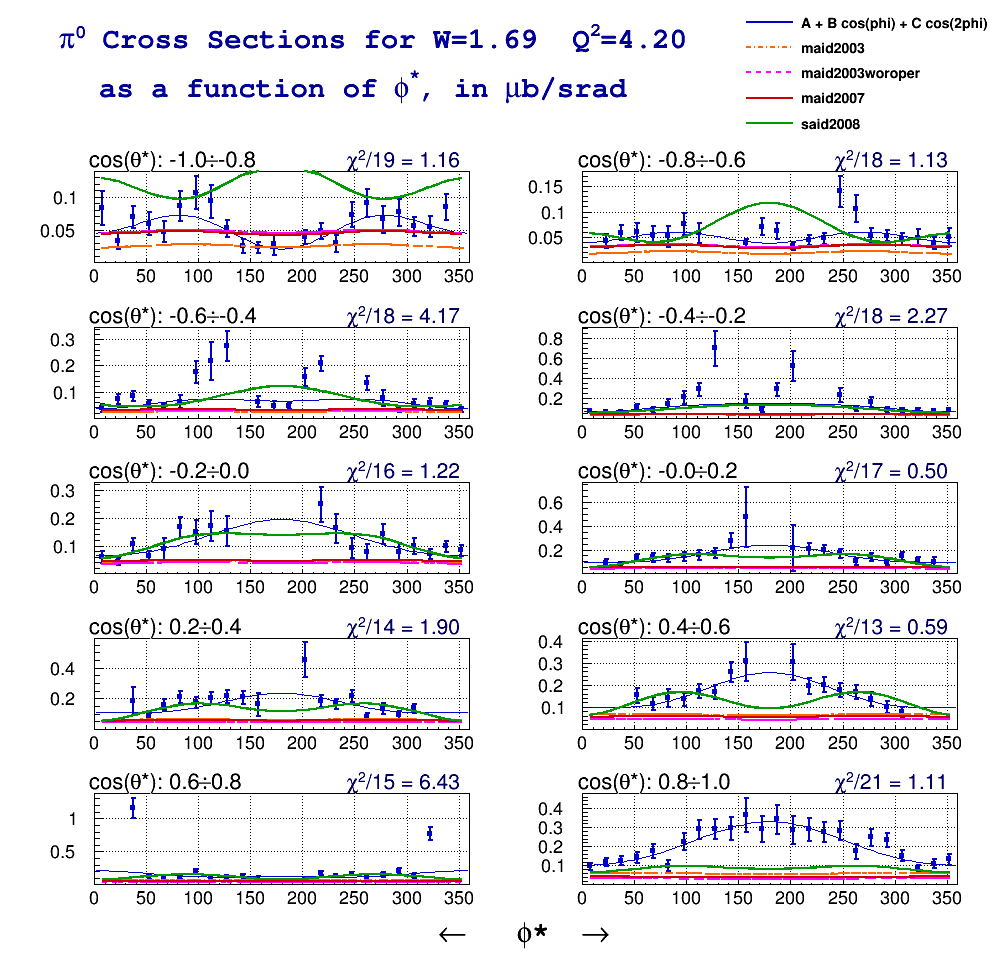 π⁰ Cross Sections for W=1.69 Q²=4.20
as a function of ϕ*, in μb/srad
A + B cos(phi) + C cos(2phi)
maid2003
maid2003woroper
maid2007
said2008
cos(θ*): -1.0÷-0.8 χ²/19 = 1.16
0.1
0.05
0 50 100 150 200 250 300 350
cos(θ*): -0.8÷-0.6 χ²/18 = 1.13
0.15
0.1
0.05
0 50 100 150 200 250 300 350
cos(θ*): -0.6÷-0.4 χ²/18 = 4.17
0.3
0.2
0.1
0 50 100 150 200 250 300 350
cos(θ*): -0.4÷-0.2 χ²/18 = 2.27
0.8
0.6
0.4
0.2
0 50 100 150 200 250 300 350
cos(θ*): -0.2÷0.0 χ²/16 = 1.22
0.3
0.2
0.1
0 50 100 150 200 250 300 350
cos(θ*): -0.0÷0.2 χ²/17 = 0.50
0.6
0.4
0.2
0 50 100 150 200 250 300 350
cos(θ*): 0.2÷0.4 χ²/14 = 1.90
0.4
0.2
0 50 100 150 200 250 300 350
cos(θ*): 0.4÷0.6 χ²/13 = 0.59
0.4
0.3
0.2
0.1
0 50 100 150 200 250 300 350
cos(θ*): 0.6÷0.8 χ²/15 = 6.43
1
0.5
0 50 100 150 200 250 300 350
cos(θ*): 0.8÷1.0 χ²/21 = 1.11
0.4
0.3
0.2
0.1
0 50 100 150 200 250 300 350
← ϕ* →